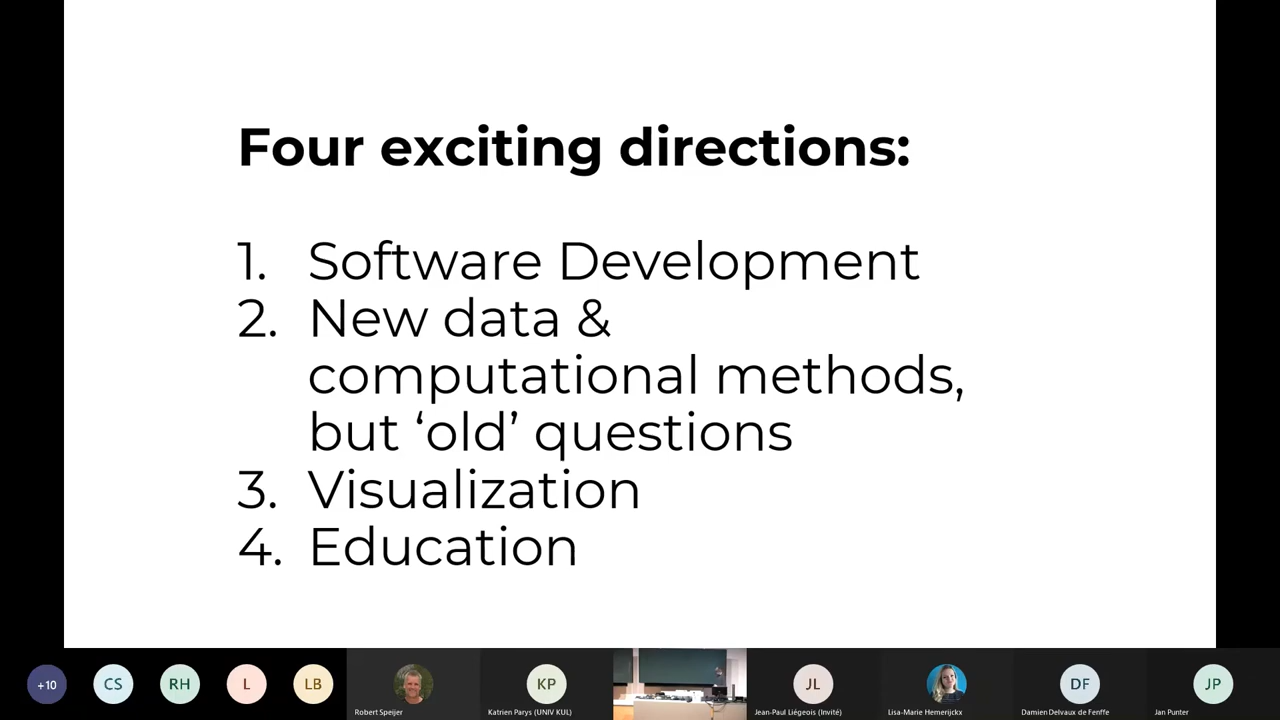 Four exciting directions:
1. Software Development
2. New data &
computational methods,
but ‘old’ questions
3. Visualization
4. Education
+10
CS
RH
L
LB
Robert Speijer
KP
Katrien Parys (UNIV KUL)
JL
Jean-Paul Liégeois (Invité)
Lisa-Marie Hemerijckx
DF
Damien Delvaux de Fenffe
JP
Jan Punter